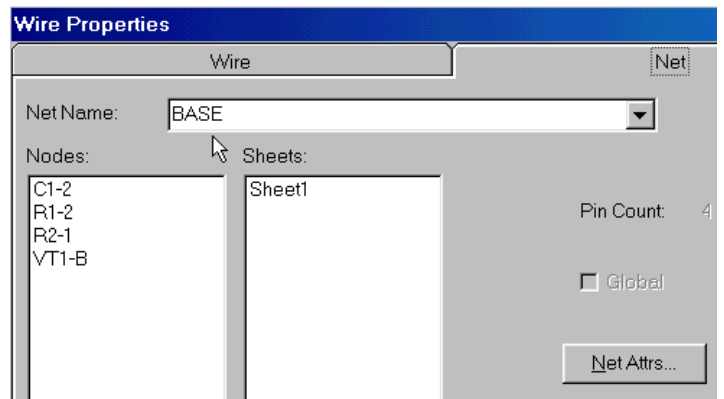 Wire Properties
Wire
Net
Net Name:
BASE
Nodes:
Sheets:
C1-2
R1-2
R2-1
VT1-B
Sheet1
Pin Count: 4
Global
Net Attrs...